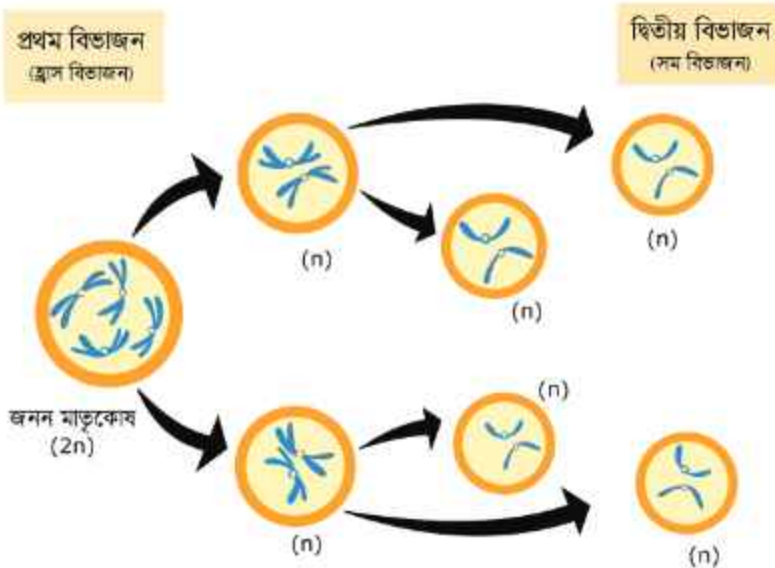 প্রথম বিভাজন
(হ্রাস বিভাজন)
দ্বিতীয় বিভাজন
(সম বিভাজন)
(n)
(n)
(n)
জনন মাতৃকোষ
(2n)
(n)
(n)
(n)